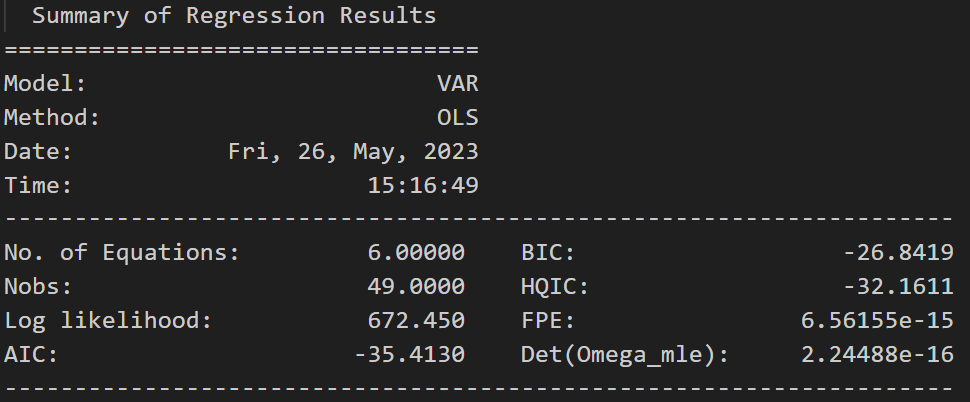 Summary of Regression Results
==================================
Model:                         VAR
Method:                        OLS
Date:           Fri, 26, May, 2023
Time:                     15:16:49
--------------------------------------------------------------------
No. of Equations:         6.00000    BIC:                   -26.8419
Nobs:                     49.0000    HQIC:                  -32.1611
Log likelihood:           672.450    FPE:                6.56155e-15
AIC:                     -35.4130    Det(Omega_mle):     2.24488e-16
--------------------------------------------------------------------